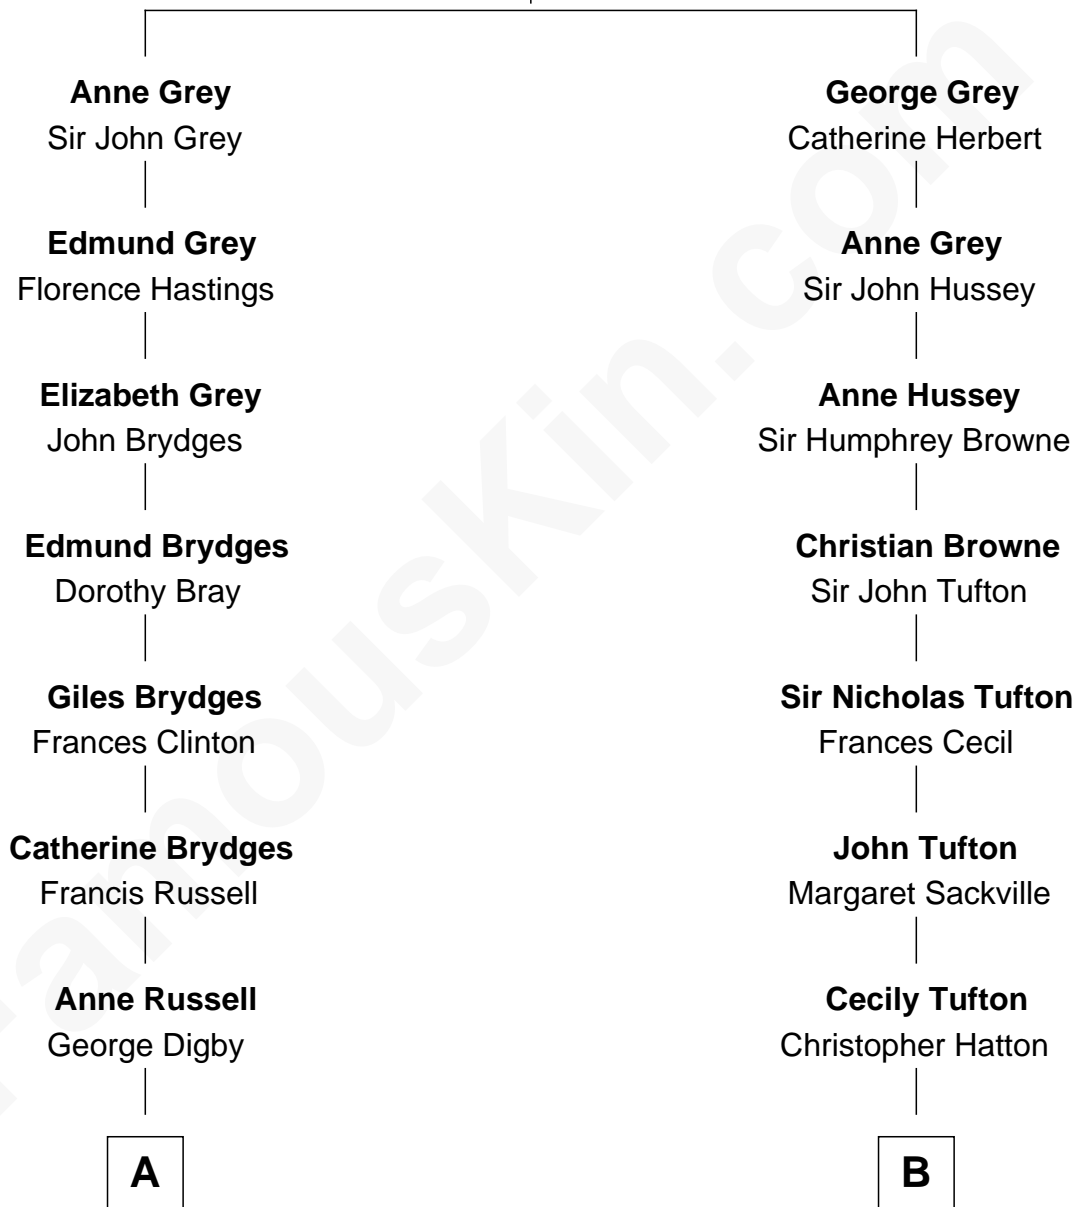 Anne Grey
Sir John Grey
George Grey
Catherine Herbert
Edmund Grey
Florence Hastings
Anne Grey
Sir John Hussey
Elizabeth Grey
John Brydges
Anne Hussey
Sir Humphrey Browne
Edmund Brydges
Dorothy Bray
Christian Browne
Sir John Tufton
Giles Brydges
Frances Clinton
Sir Nicholas Tufton
Frances Cecil
Catherine Brydges
Francis Russell
John Tufton
Margaret Sackville
Anne Russell
George Digby
Cecily Tufton
Christopher Hatton
A
B
FamousKin.com